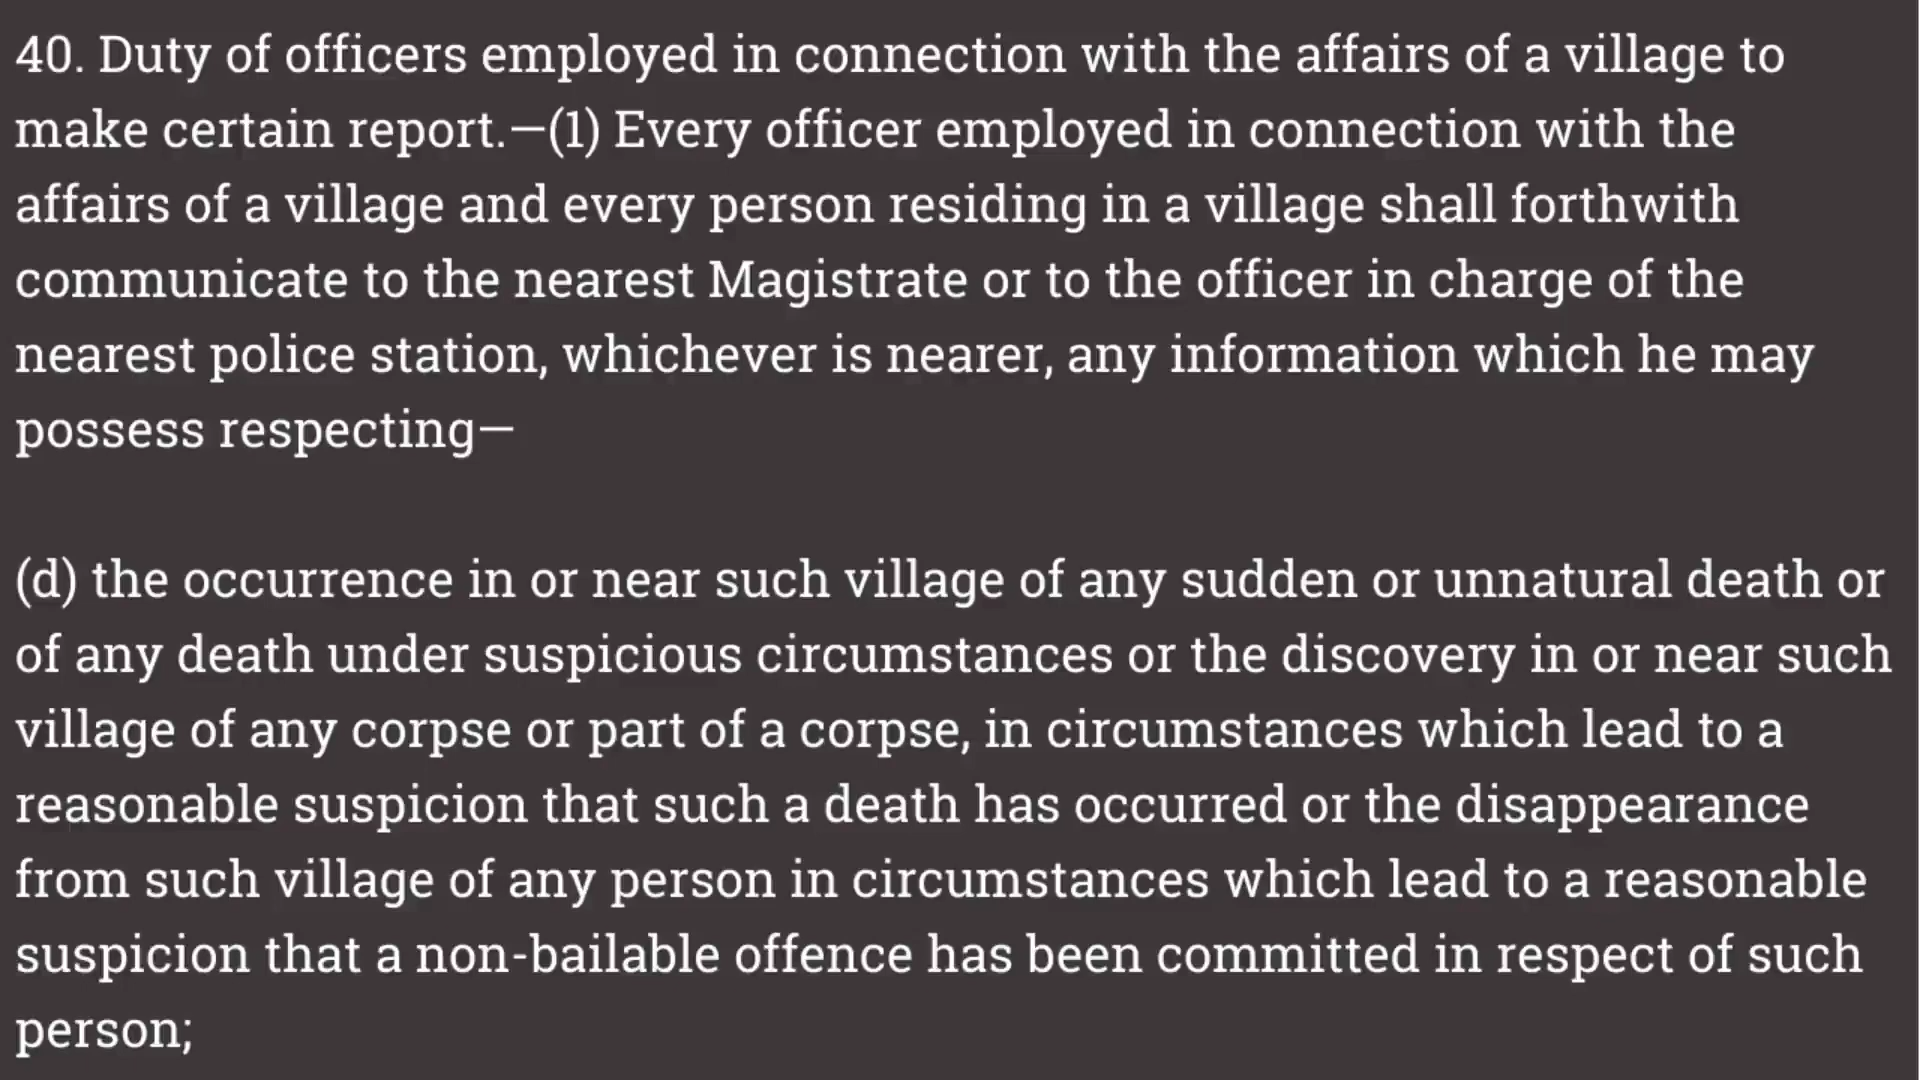 40. Duty of officers employed in connection with the affairs of a village to
make certain report.—(1) Every officer employed in connection with the
affairs of a village and every person residing in a village shall forthwith
communicate to the nearest Magistrate or to the officer in charge of the
nearest police station, whichever is nearer, any information which he may
possess respecting—
(d) the occurrence in or near such village of any sudden or unnatural death or
of any death under suspicious circumstances or the discovery in or near such
village of any corpse or part of a corpse, in circumstances which lead to a
reasonable suspicion that such a death has occurred or the disappearance
from such village of any person in circumstances which lead to a reasonable
suspicion that a non-bailable offence has been committed in respect of such
person;